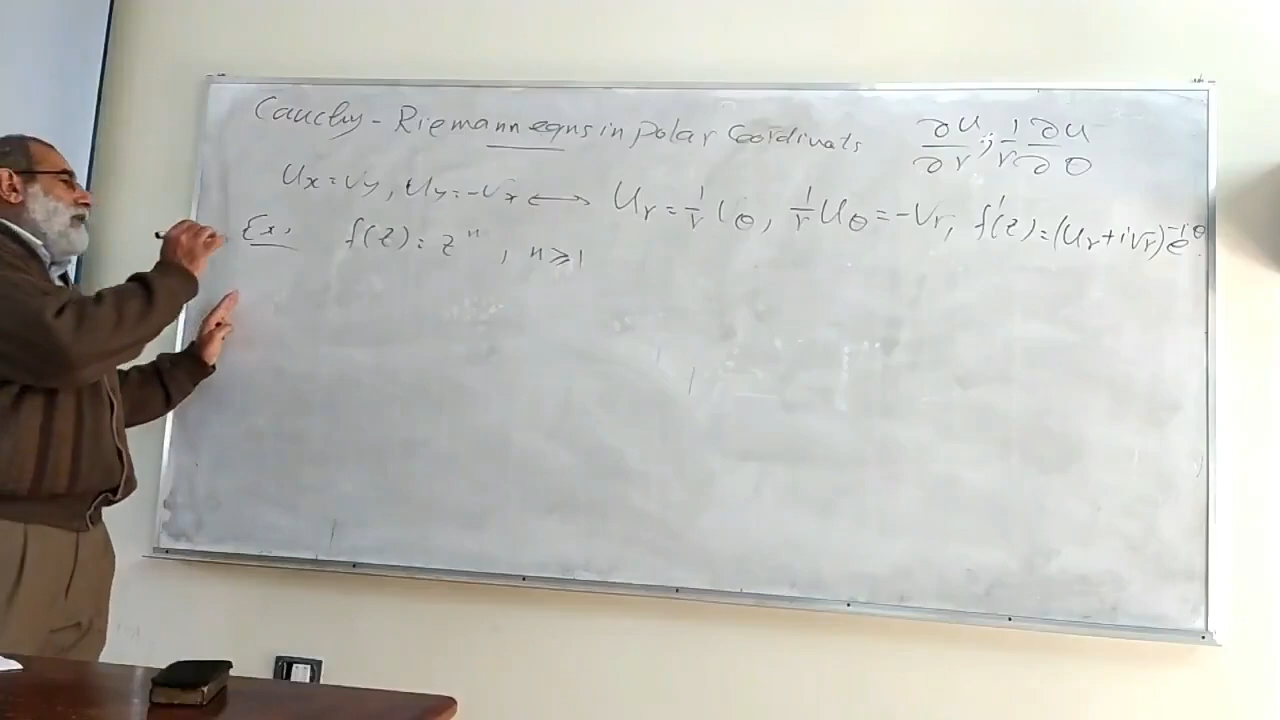 Cauchy-Riemann eqns in Polar Coordinats ∂u/∂r ; 1/r ∂u/∂θ
Ux = Vy, Uy = -Vx ⟷ Ur = 1/r Vθ, 1/r Uθ = -Vr, f'(z) = (Ur + iVr) e^-iθ
Ex, f(z) = z^n, n ≥ 1